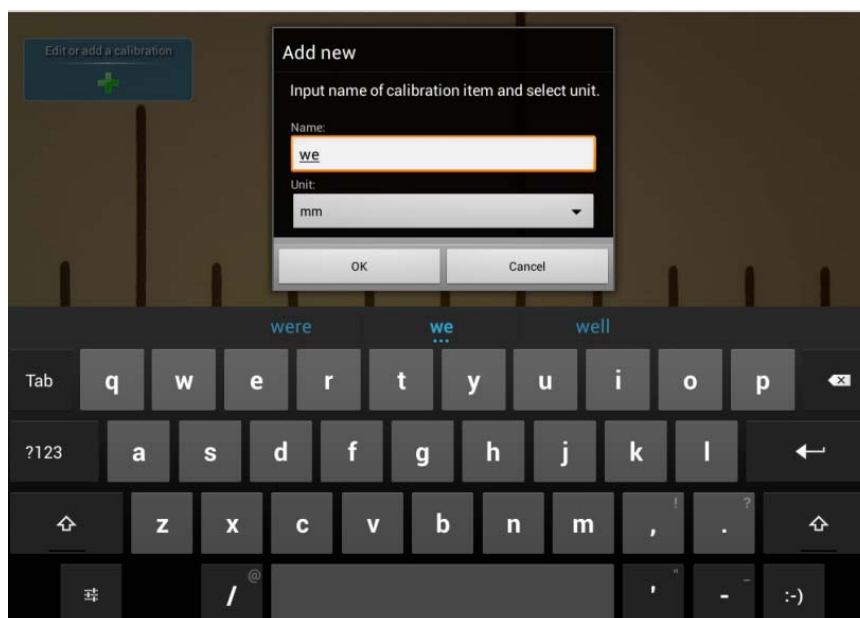 Edit or add a calibration
Add new
Input name of calibration item and select unit.
Name:
we
Unit:
mm
OK Cancel
were we well
Tab q w e r t y u i o p
?123 a s d f g h j k l
z x c v b n m , ! . ?
/ @ ' " - _ :-)